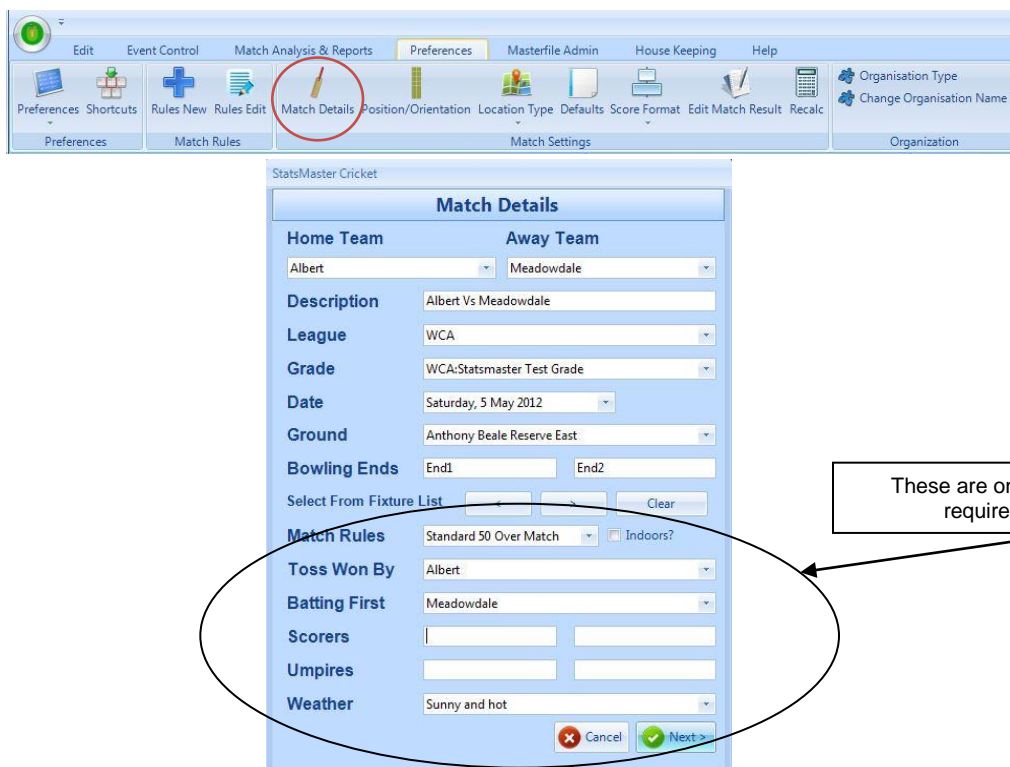 Edit Event Control Match Analysis & Reports Preferences Masterfile Admin House Keeping Help
Preferences Shortcuts Rules New Rules Edit Match Details Position/Orientation Location Type Defaults Score Format Edit Match Result Recalc
Organisation Type
Change Organisation Name
Preferences Match Rules Match Settings Organization
StatsMaster Cricket
Match Details
Home Team Away Team
Albert Meadowdale
Description Albert Vs Meadowdale
League WCA
Grade WCA:Statsmaster Test Grade
Date Saturday, 5 May 2012
Ground Anthony Beale Reserve East
Bowling Ends End1 End2
Select From Fixture List < > Clear
These are
require
Match Rules Standard 50 Over Match Indoors?
Toss Won By Albert
Batting First Meadowdale
Scorers
Umpires
Weather Sunny and hot
Cancel Next >